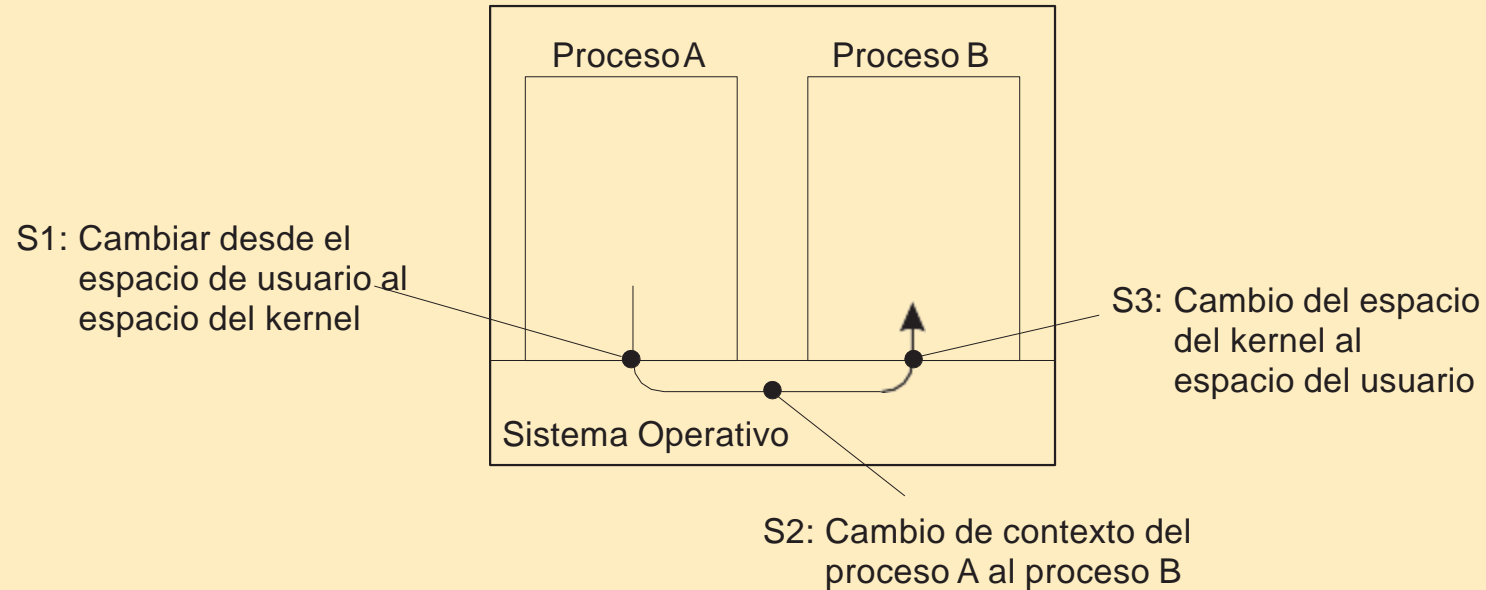 Proceso A
Proceso B
S1: Cambiar desde el
espacio de usuario al
espacio del kernel
S3: Cambio del espacio
del kernel al
espacio del usuario
Sistema Operativo
S2: Cambio de contexto del
proceso A al proceso B